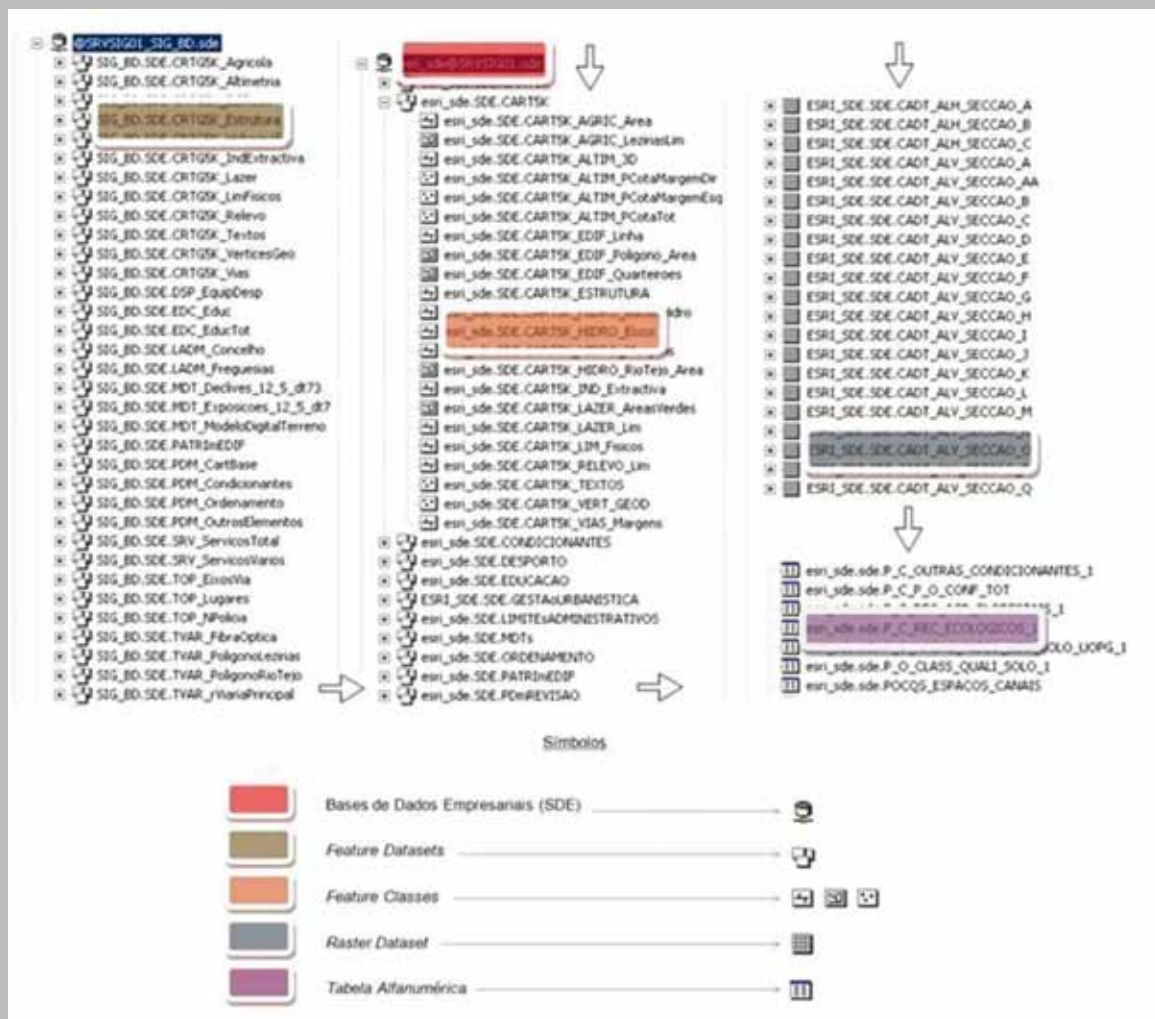 @SRVSIG01_SIG_BD.sde
SIG_BD.SDE.CRTG5K_Agricola
SIG_BD.SDE.CRTG5K_Altimetria
SIG_BD.SDE.CRTG5K_Estrutura
SIG_BD.SDE.CRTG5K_IndExtractiva
SIG_BD.SDE.CRTG5K_Lazer
SIG_BD.SDE.CRTG5K_LimFisicos
SIG_BD.SDE.CRTG5K_Relevo
SIG_BD.SDE.CRTG5K_Textos
SIG_BD.SDE.CRTG5K_VerticesGeo
SIG_BD.SDE.CRTG5K_Vias
SIG_BD.SDE.DSP_EquipDesp
SIG_BD.SDE.EDC_Educ
SIG_BD.SDE.EDC_EducTot
SIG_BD.SDE.LADM_Concelho
SIG_BD.SDE.LADM_Freguesias
SIG_BD.SDE.MDT_Declives_12_5_dt73
SIG_BD.SDE.MDT_Exposicoes_12_5_dt7
SIG_BD.SDE.MDT_ModeloDigitalTerreno
SIG_BD.SDE.PATRImEDIF
SIG_BD.SDE.PDM_CartBase
SIG_BD.SDE.PDM_Condicionantes
SIG_BD.SDE.PDM_Ordenamento
SIG_BD.SDE.PDM_OutrosElementos
SIG_BD.SDE.SRV_ServicosTotal
SIG_BD.SDE.SRV_ServicosVarios
SIG_BD.SDE.TOP_EixosVia
SIG_BD.SDE.TOP_Lugares
SIG_BD.SDE.TOP_NPolicia
SIG_BD.SDE.TVAR_FibraOptica
SIG_BD.SDE.TVAR_PoligonoLezirias
SIG_BD.SDE.TVAR_PoligonoRioTejo
SIG_BD.SDE.TVAR_rViariaPrincipal
esri_sde@SRVSIG01.sde
esri_sde.SDE.CART5K
esri_sde.SDE.CART5K_AGRIC_Area
esri_sde.SDE.CART5K_AGRIC_LeziriasLim
esri_sde.SDE.CART5K_ALTIM_3D
esri_sde.SDE.CART5K_ALTIM_PCotaMargemDir
esri_sde.SDE.CART5K_ALTIM_PCotaMargemEsq
esri_sde.SDE.CART5K_ALTIM_PCotaTot
esri_sde.SDE.CART5K_EDIF_Linha
esri_sde.SDE.CART5K_EDIF_Poligono_Area
esri_sde.SDE.CART5K_EDIF_Quarteiroes
esri_sde.SDE.CART5K_ESTRUTURA
esri_sde.SDE.CART5K_HIDRO_Eixos
esri_sde.SDE.CART5K_HIDRO_RioTejo_Area
esri_sde.SDE.CART5K_IND_Extractiva
esri_sde.SDE.CART5K_LAZER_AreasVerdes
esri_sde.SDE.CART5K_LAZER_Lim
esri_sde.SDE.CART5K_LIM_Fisicos
esri_sde.SDE.CART5K_RELEVO_Lim
esri_sde.SDE.CART5K_TEXTOS
esri_sde.SDE.CART5K_VERT_GEOD
esri_sde.SDE.CART5K_VIAS_Margens
esri_sde.SDE.CONDICIONANTES
esri_sde.SDE.DESPORTO
esri_sde.SDE.EDUCACAO
ESRI_SDE.SDE.GESTAoURBANISTICA
esri_sde.SDE.LIMITEsADMINISTRATIVOS
esri_sde.SDE.MDTs
esri_sde.SDE.ORDENAMENTO
esri_sde.SDE.PATRImEDIF
esri_sde.SDE.PDmREVISAO
ESRI_SDE.SDE.CADT_ALH_SECCAO_A
ESRI_SDE.SDE.CADT_ALH_SECCAO_B
ESRI_SDE.SDE.CADT_ALH_SECCAO_C
ESRI_SDE.SDE.CADT_ALV_SECCAO_A
ESRI_SDE.SDE.CADT_ALV_SECCAO_AA
ESRI_SDE.SDE.CADT_ALV_SECCAO_B
ESRI_SDE.SDE.CADT_ALV_SECCAO_C
ESRI_SDE.SDE.CADT_ALV_SECCAO_D
ESRI_SDE.SDE.CADT_ALV_SECCAO_E
ESRI_SDE.SDE.CADT_ALV_SECCAO_F
ESRI_SDE.SDE.CADT_ALV_SECCAO_G
ESRI_SDE.SDE.CADT_ALV_SECCAO_H
ESRI_SDE.SDE.CADT_ALV_SECCAO_I
ESRI_SDE.SDE.CADT_ALV_SECCAO_J
ESRI_SDE.SDE.CADT_ALV_SECCAO_K
ESRI_SDE.SDE.CADT_ALV_SECCAO_L
ESRI_SDE.SDE.CADT_ALV_SECCAO_M
ESRI_SDE.SDE.CADT_ALV_SECCAO_O
ESRI_SDE.SDE.CADT_ALV_SECCAO_Q
esri_sde.sde.P_C_OUTRAS_CONDICIONANTES_1
esri_sde.sde.P_C_P_O_CONF_TOT
esri_sde.sde.P_C_REC_ECOLOGICOS_1
OLO_UOPG_1
esri_sde.sde.P_O_CLASS_QUALI_SOLO_1
esri_sde.sde.POCQS_ESPACOS_CANAIS
Símbolos
Bases de Dados Empresariais (SDE)
Feature Datasets
Feature Classes
Raster Dataset
Tabela Alfanumérica